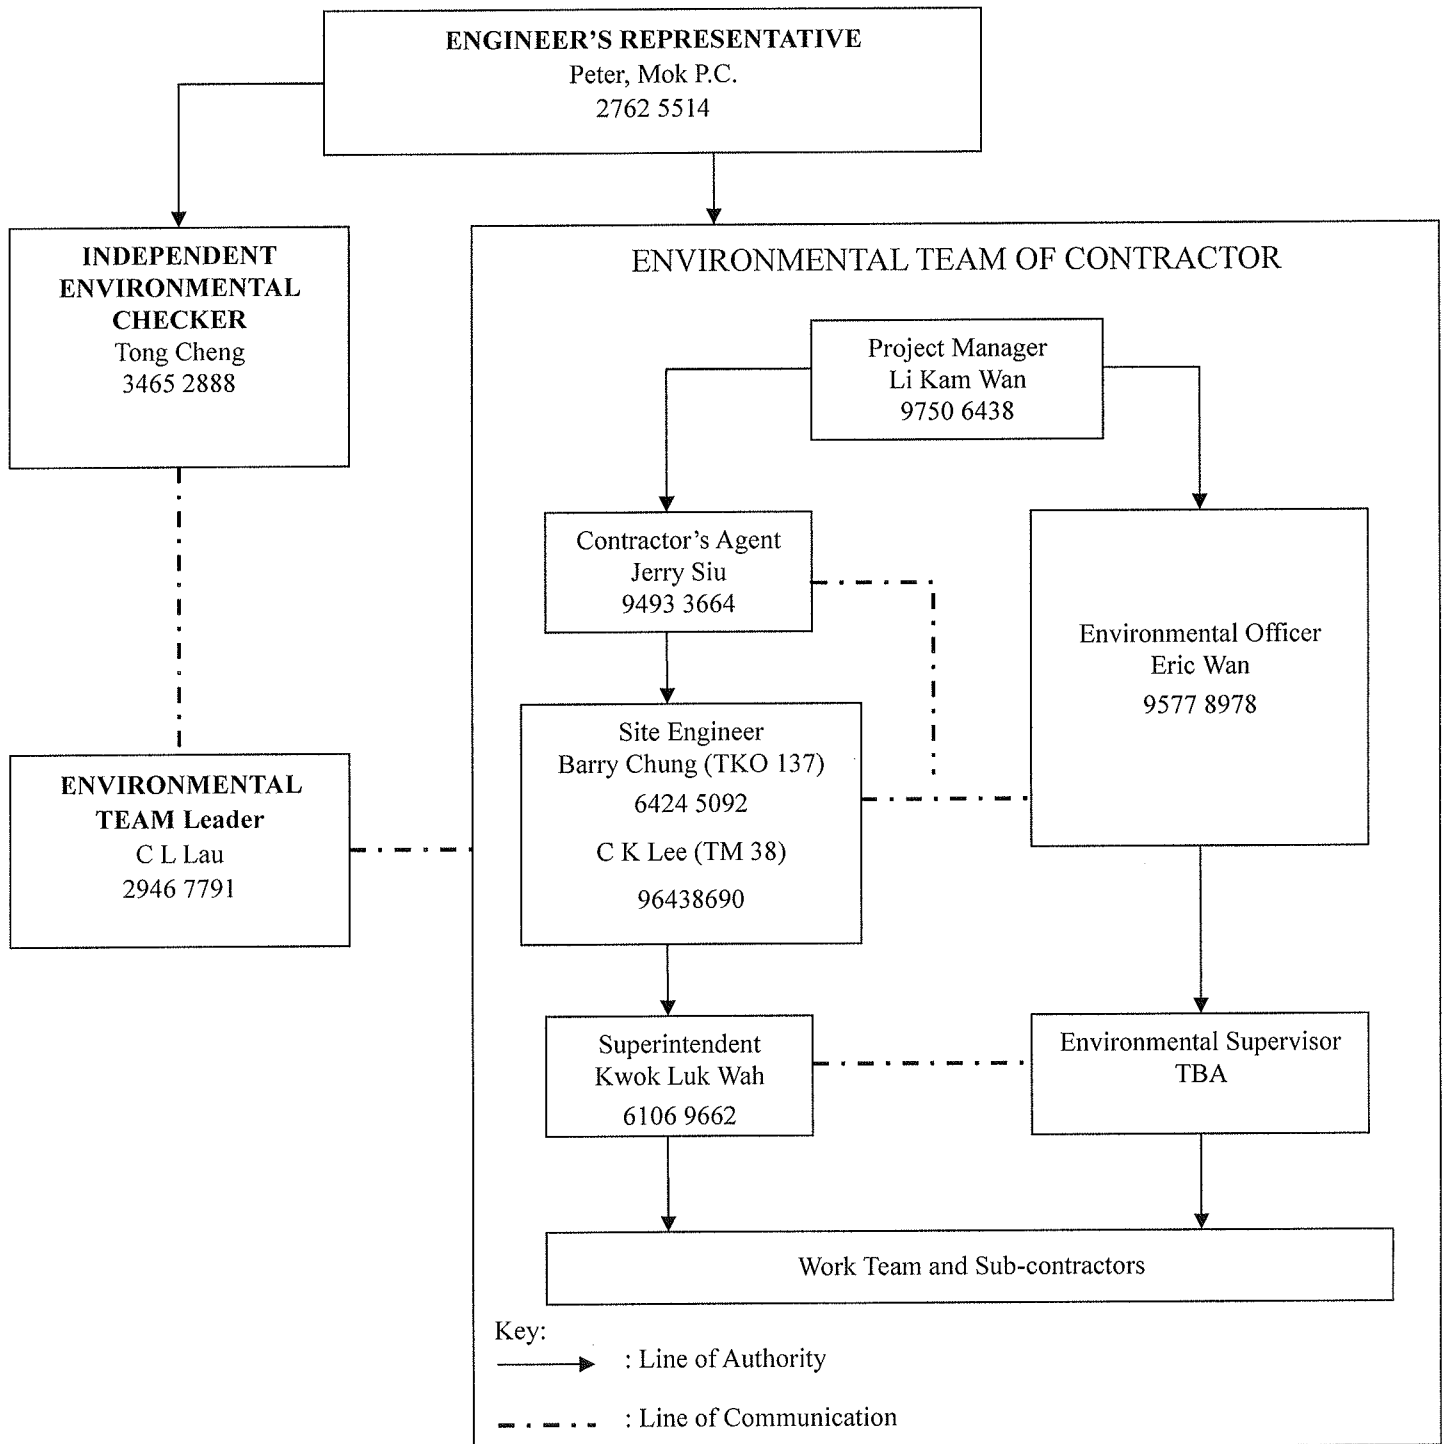 ENGINEER’S REPRESENTATIVE
Peter, Mok P.C.
2762 5514
INDEPENDENT
ENVIRONMENTAL
CHECKER
Tong Cheng
3465 2888
ENVIRONMENTAL
TEAM Leader
C L Lau
2946 7791
ENVIRONMENTAL TEAM OF CONTRACTOR
Project Manager
Li Kam Wan
9750 6438
Contractor’s Agent
Jerry Siu
9493 3664
Environmental Officer
Eric Wan
9577 8978
Site Engineer
Barry Chung (TKO 137)
6424 5092
C K Lee (TM 38)
96438690
Superintendent
Kwok Luk Wah
6106 9662
Environmental Supervisor
TBA
Work Team and Sub-contractors
Key:
: Line of Authority
: Line of Communication